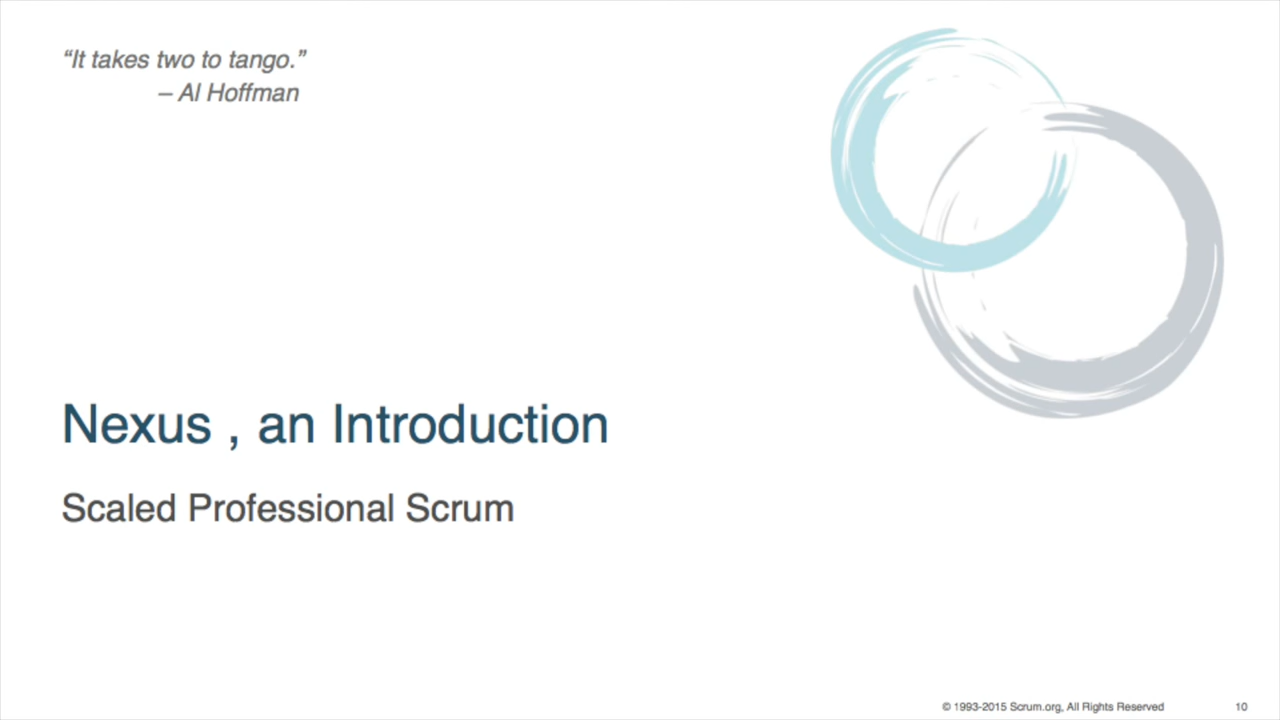 “It takes two to tango.”
– Al Hoffman
Nexus , an Introduction
Scaled Professional Scrum
© 1993-2015 Scrum.org, All Rights Reserved
10